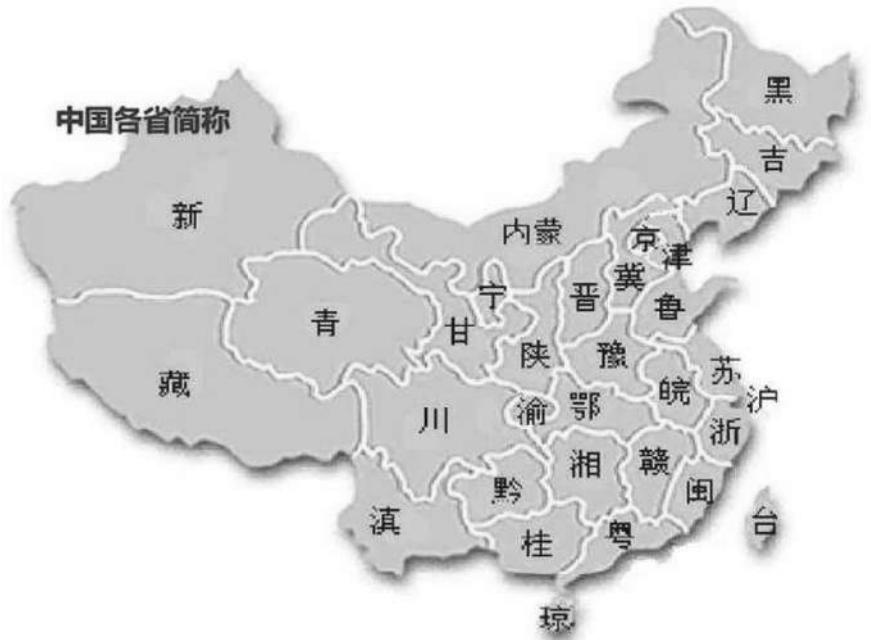 中国各省简称
黑
吉
辽
新
内蒙
京
津
冀
宁
晋
鲁
青
甘
陕
豫
苏
藏
皖
沪
渝
鄂
川
浙
湘
赣
黔
闽
滇
粤
台
桂
琼